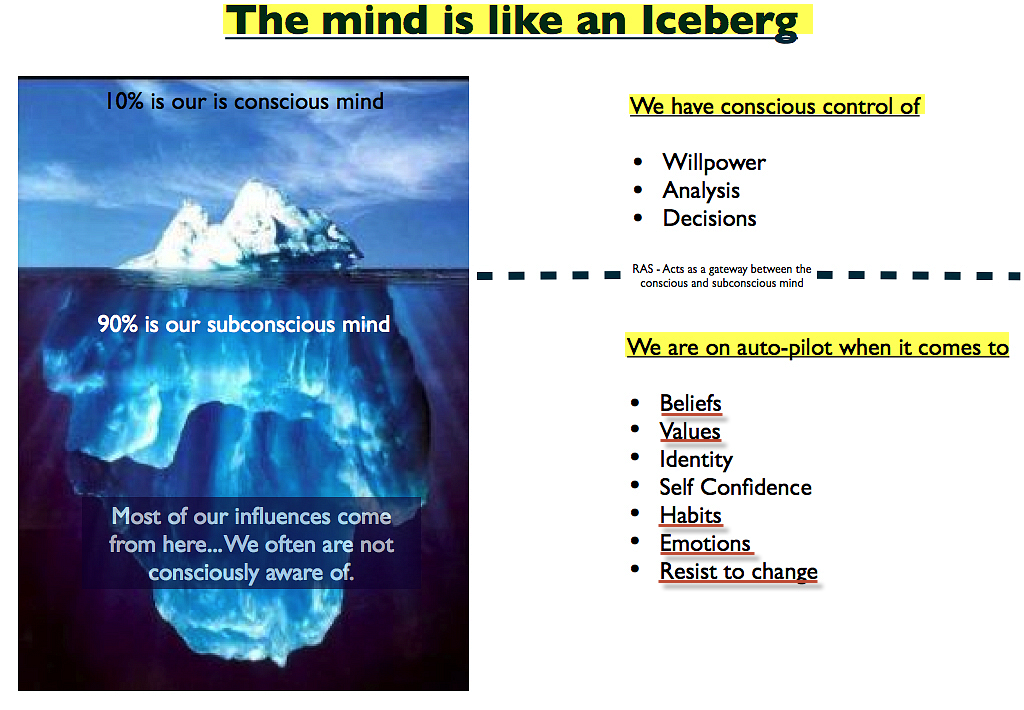 The mind is like an Iceberg
10% is our is conscious mind
90% is our subconscious mind
Most of our influences come
from here...We often are not
consciously aware of.
We have conscious control of
• Willpower
• Analysis
• Decisions
RAS - Acts as a gateway between the
conscious and subconscious mind
We are on auto-pilot when it comes to
• Beliefs
• Values
• Identity
• Self Confidence
• Habits
• Emotions
• Resist to change